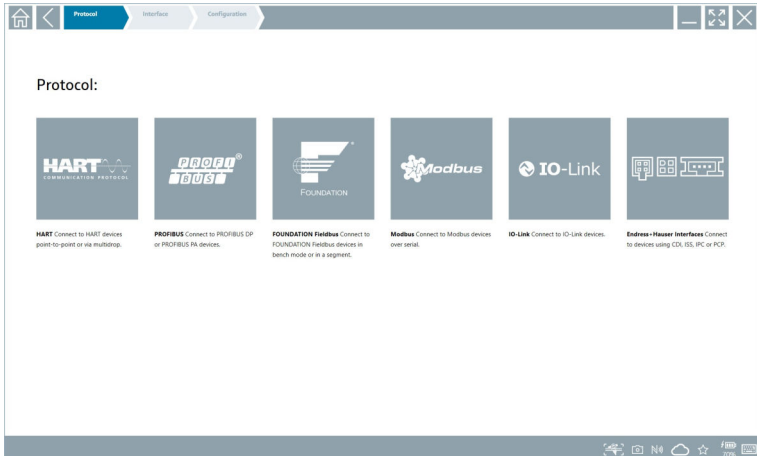 Protocol
Interface
Configuration
Protocol:
HART
COMMUNICATION PROTOCOL
PROFI
BUS
FOUNDATION
Modbus
IO-Link
HART Connect to HART devices
point-to-point or via multidrop.
PROFIBUS Connect to PROFIBUS DP
or PROFIBUS PA devices.
FOUNDATION Fieldbus Connect to
FOUNDATION Fieldbus devices in
bench mode or in a segment.
Modbus Connect to Modbus devices
over serial.
IO-Link Connect to IO-Link devices.
Endress+Hauser Interfaces Connect
to devices using CDI, ISS, IPC or PCP.
70%